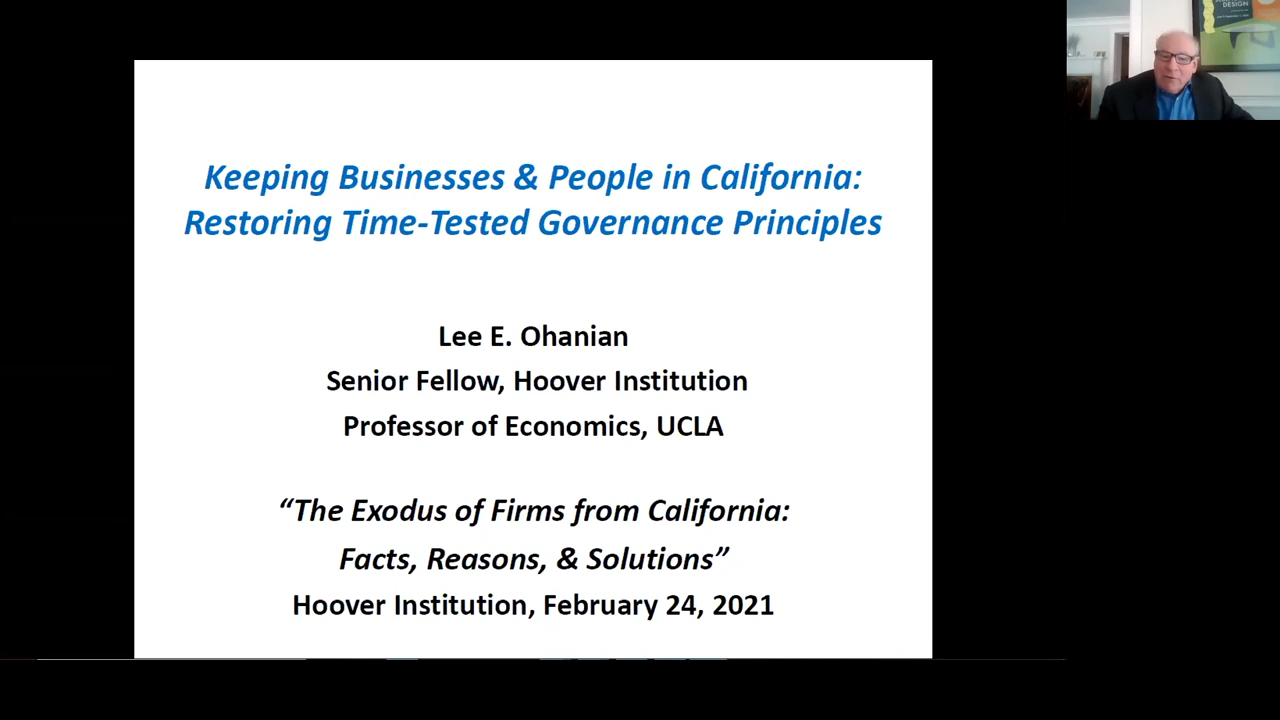 Keeping Businesses & People in California:
Restoring Time-Tested Governance Principles
Lee E. Ohanian
Senior Fellow, Hoover Institution
Professor of Economics, UCLA
“The Exodus of Firms from California:
Facts, Reasons, & Solutions”
Hoover Institution, February 24, 2021
DESIGN